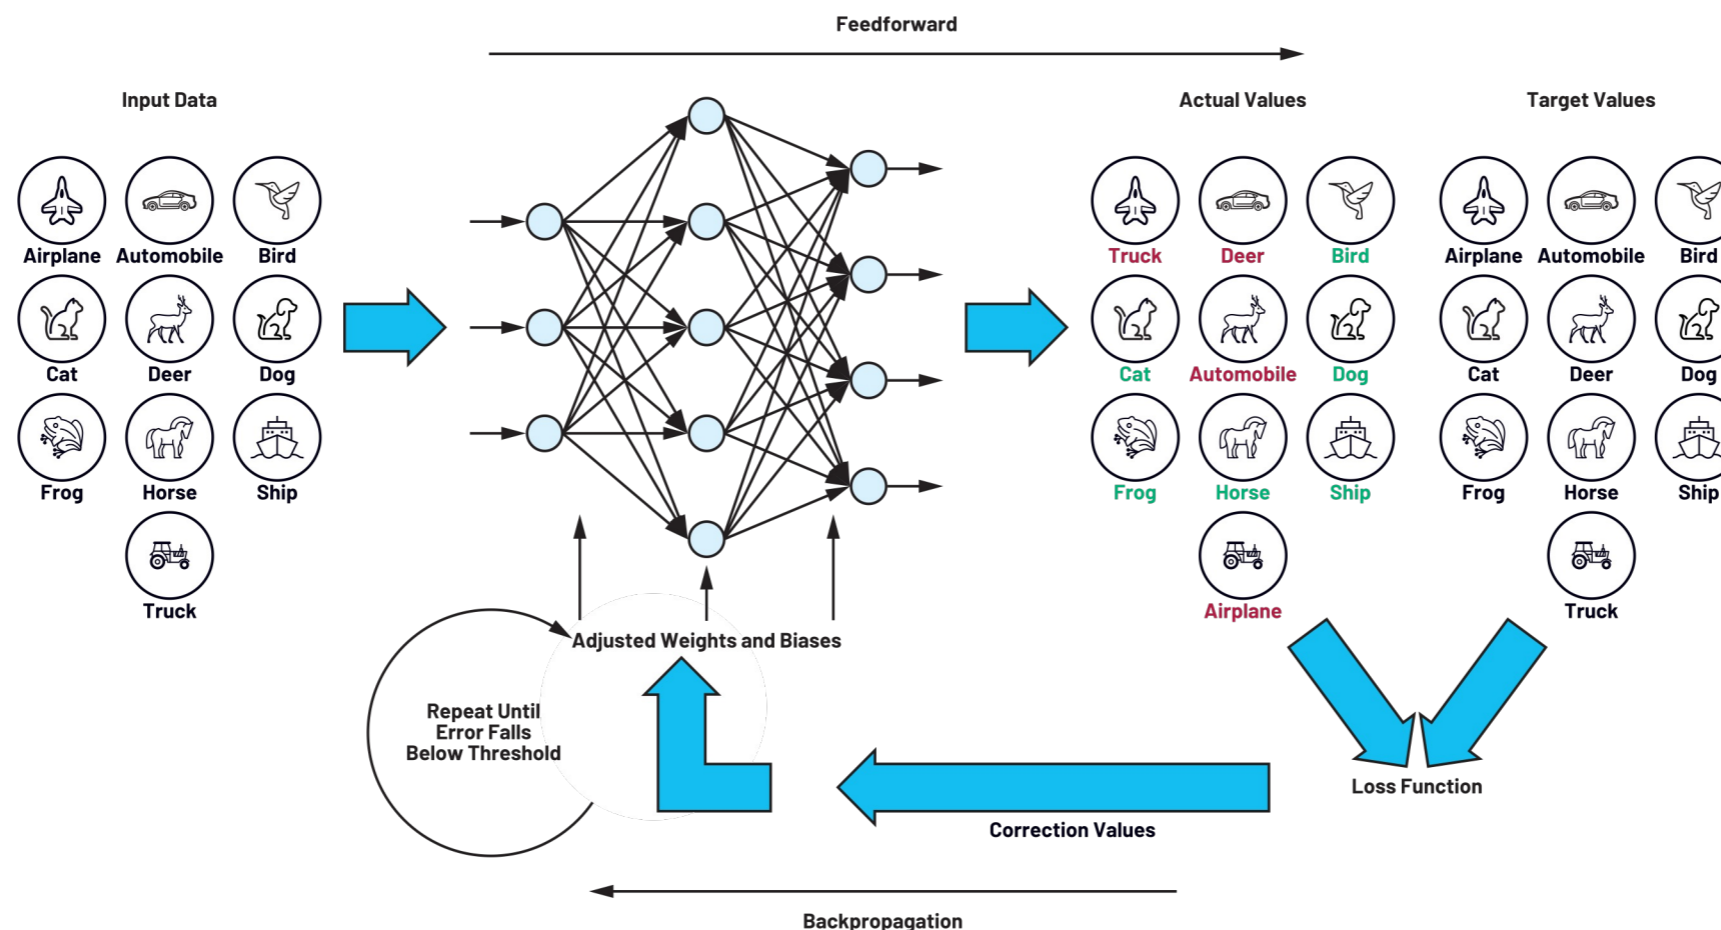 Feedforward
Input Data
Actual Values
Target Values
Airplane Automobile Bird
Cat Deer Dog
Frog Horse Ship
Truck
Truck Deer Bird
Cat Automobile Dog
Frog Horse Ship
Airplane
Airplane Automobile Bird
Cat Deer Dog
Frog Horse Ship
Truck
Adjusted Weights and Biases
Repeat Until
Error Falls
Below Threshold
Loss Function
Correction Values
Backpropagation